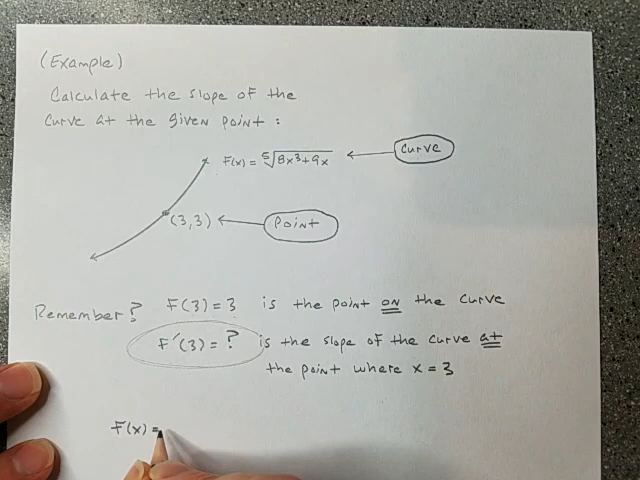 (Example)
Calculate the slope of the
curve at the given point :
F(x) = ⁵√8x³+9x ← Curve
(3,3) ← Point
Remember? F(3) = 3 is the point on the curve
F'(3) = ? is the slope of the curve at
the point where x = 3
F(x) =